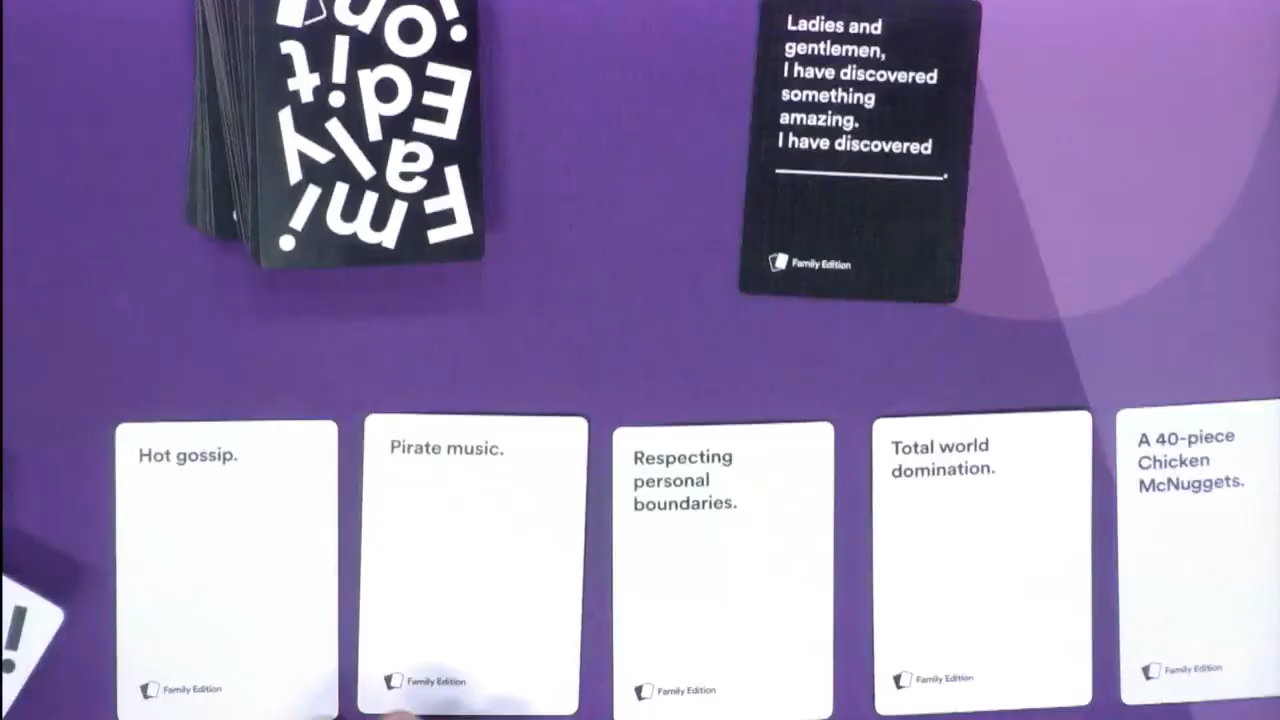 Family
Edition
Ladies and
gentlemen,
I have discovered
something
amazing.
I have discovered
____.
Family Edition
Hot gossip.
Family Edition
Pirate music.
Family Edition
Respecting
personal
boundaries.
Family Edition
Total world
domination.
Family Edition
A 40-piece
Chicken
McNuggets.
Family Edition
!